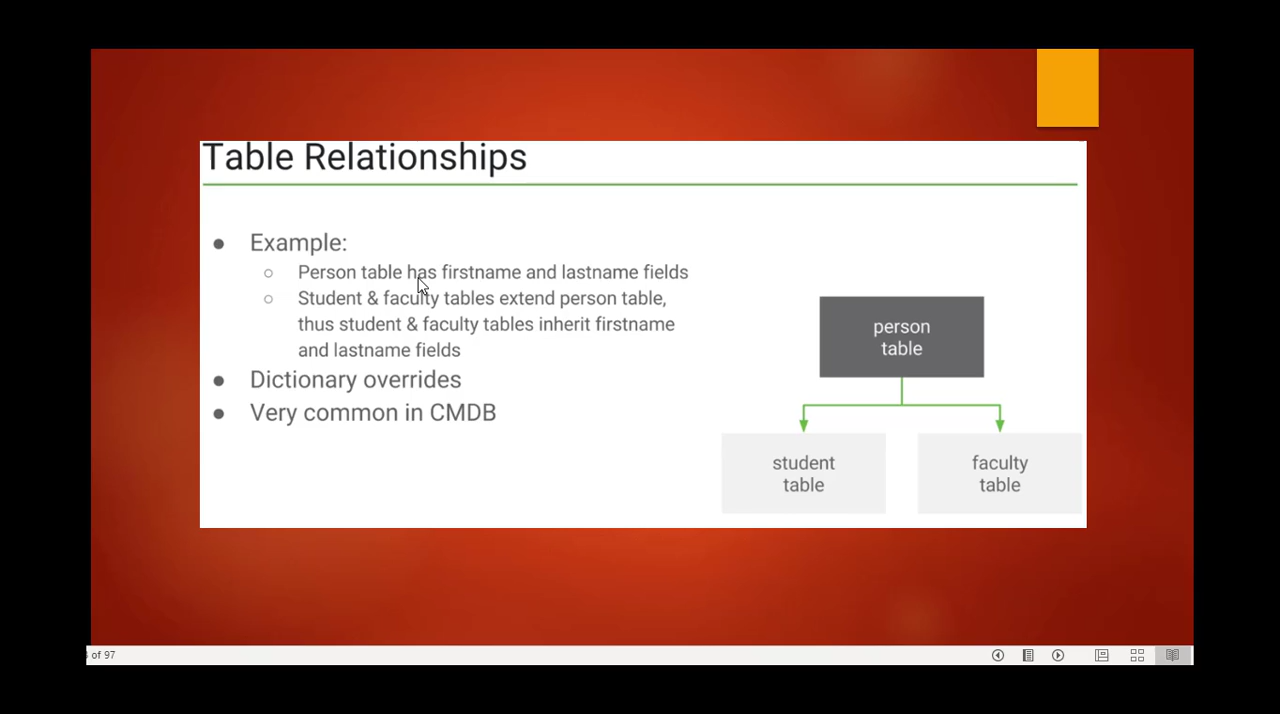 Table Relationships
● Example:
○ Person table has firstname and lastname fields
○ Student & faculty tables extend person table,
thus student & faculty tables inherit firstname
and lastname fields
● Dictionary overrides
● Very common in CMDB
person
table
student
table
faculty
table
of 97